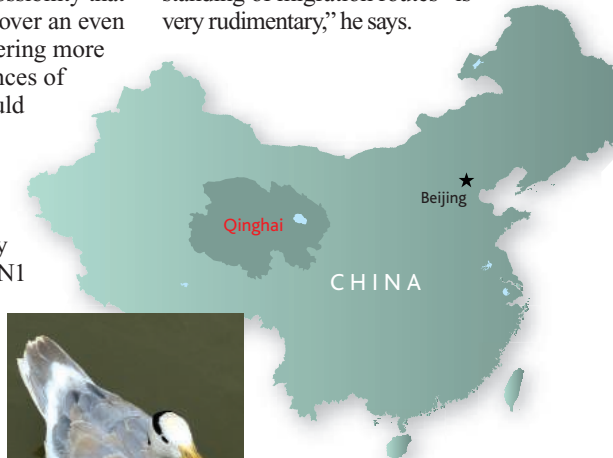 ssibility that
over an even
ering more
nces of
uld
y
N1
standing of migration routes "is
very rudimentary," he says.
Beijing
Qinghai
CHINA